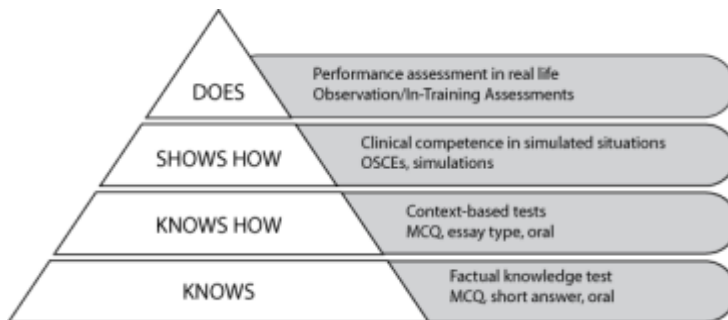 DOES
Performance assessment in real life
Observation/In-Training Assessments
SHOWS HOW
Clinical competence in simulated situations
OSCEs, simulations
KNOWS HOW
Context-based tests
MCQ, essay type, oral
KNOWS
Factual knowledge test
MCQ, short answer, oral